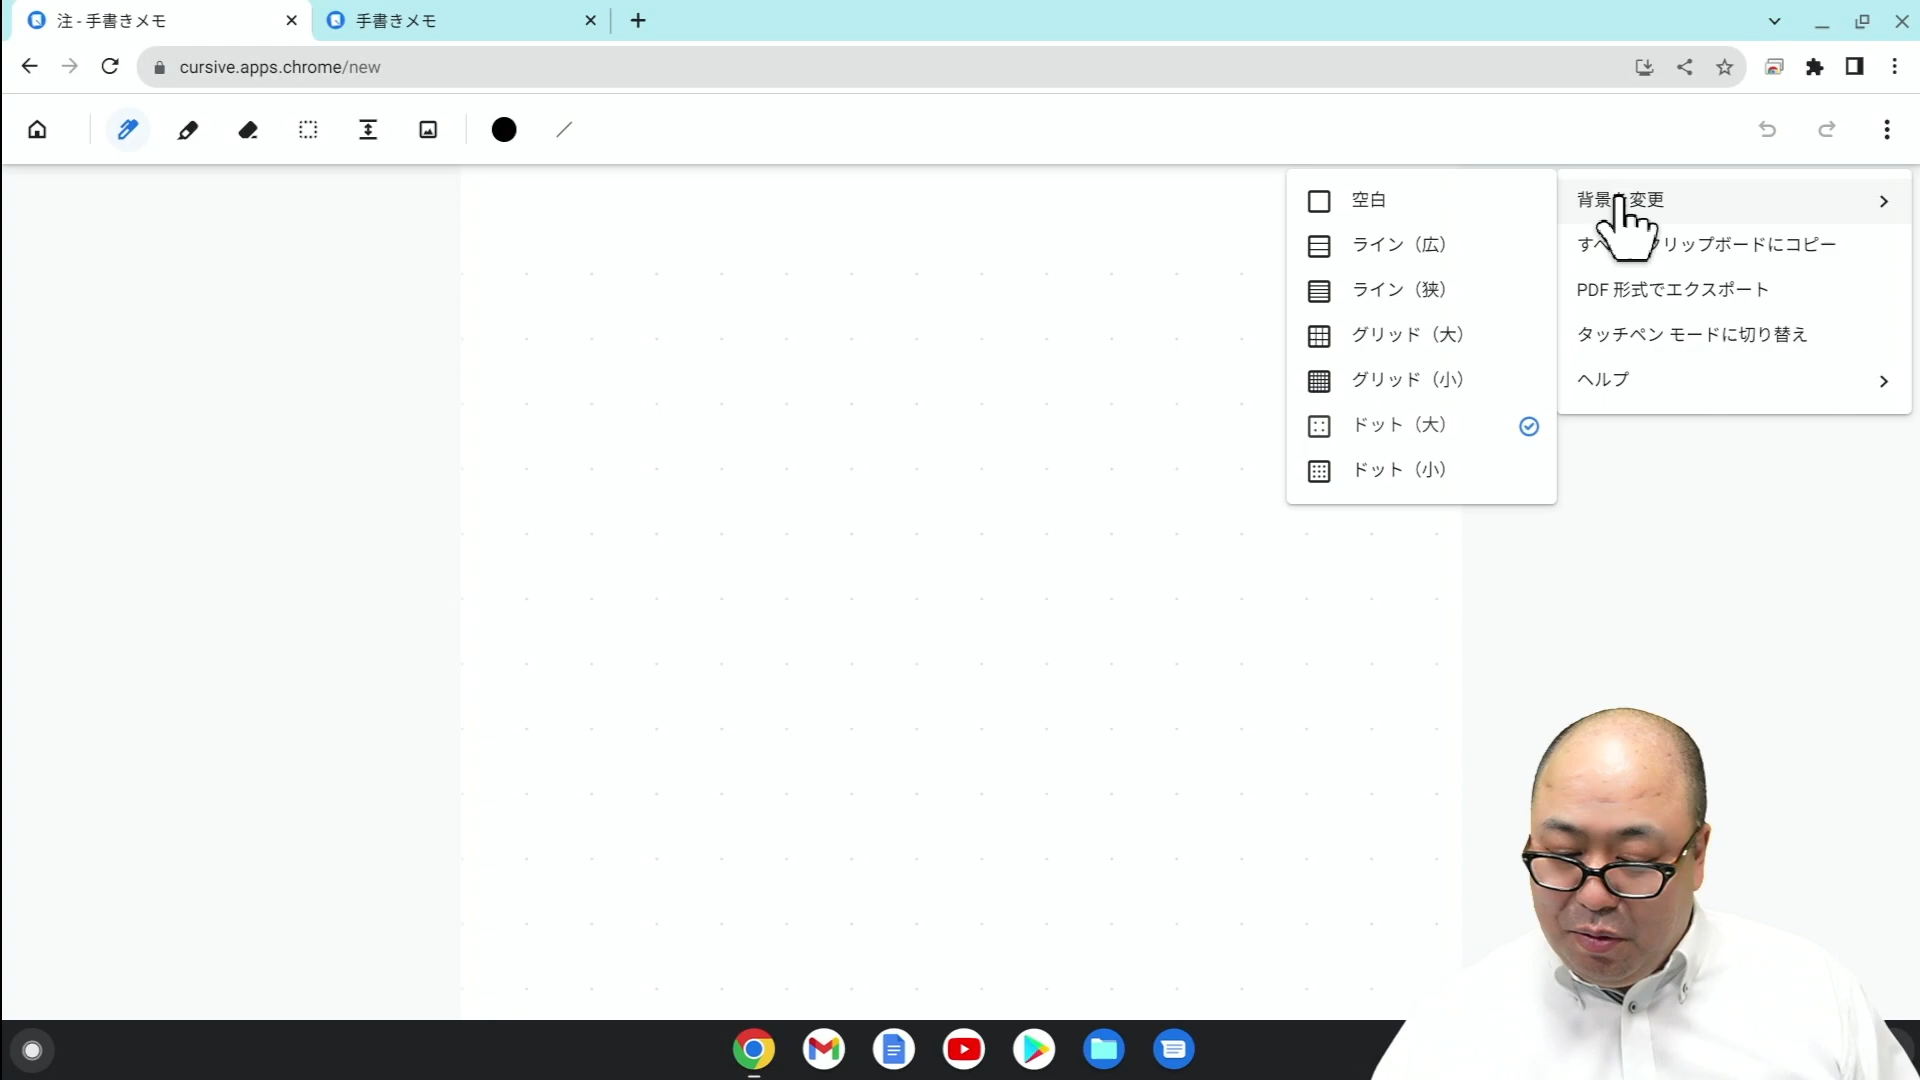 注 - 手書きメモ
手書きメモ
cursive.apps.chrome/new
空白
ライン（広）
ライン（狭）
グリッド（大）
グリッド（小）
ドット（大）
ドット（小）
背景 変更
す クリップボードにコピー
PDF 形式でエクスポート
タッチペン モードに切り替え
ヘルプ